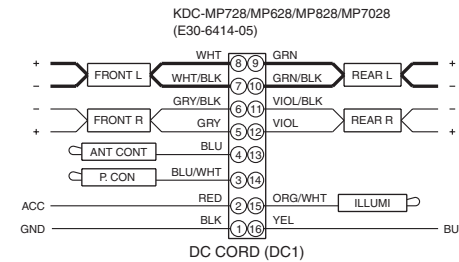 KDC-MP728/MP628/MP828/MP7028
(E30-6414-05)
WHT 8 9 GRN
+ FRONT L REAR L +
− WHT/BLK 7 10 GRN/BLK −
− GRY/BLK 6 11 VIOL/BLK −
FRONT R REAR R
+ GRY 5 12 VIOL +
ANT CONT BLU 4 13
P. CON BLU/WHT 3 14
ACC RED 2 15 ORG/WHT ILLUMI
GND BLK 1 16 YEL BU
DC CORD (DC1)